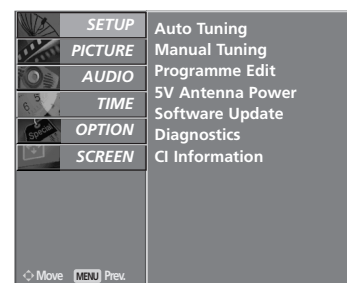 SETUP
PICTURE
AUDIO
TIME
OPTION
SCREEN
Auto Tuning
Manual Tuning
Programme Edit
5V Antenna Power
Software Update
Diagnostics
CI Information
Move MENU Prev.